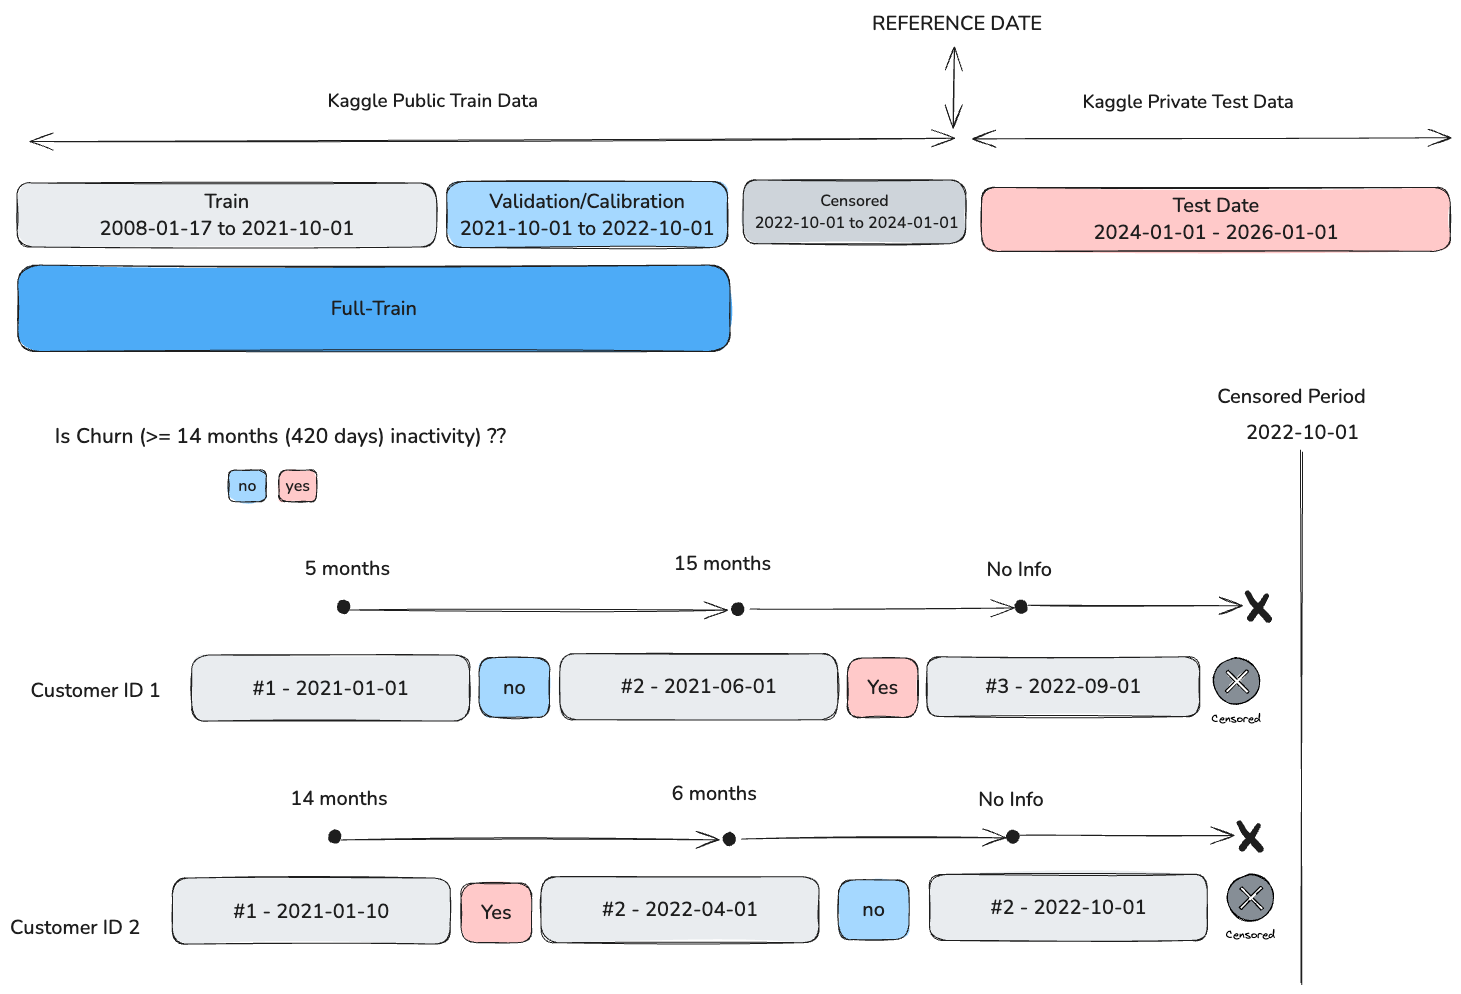 REFERENCE DATE
Kaggle Public Train Data
Kaggle Private Test Data
Train
2008-01-17 to 2021-10-01
Validation/Calibration
2021-10-01 to 2022-10-01
Censored
2022-10-01 to 2024-01-01
Test Date
2024-01-01 - 2026-01-01
Full-Train
Censored Period
2022-10-01
Is Churn (>= 14 months (420 days) inactivity) ??
no
yes
5 months
15 months
No Info
Customer ID 1
#1 - 2021-01-01
no
#2 - 2021-06-01
Yes
#3 - 2022-09-01
Censored
14 months
6 months
No Info
Customer ID 2
#1 - 2021-01-10
Yes
#2 - 2022-04-01
no
#2 - 2022-10-01
Censored